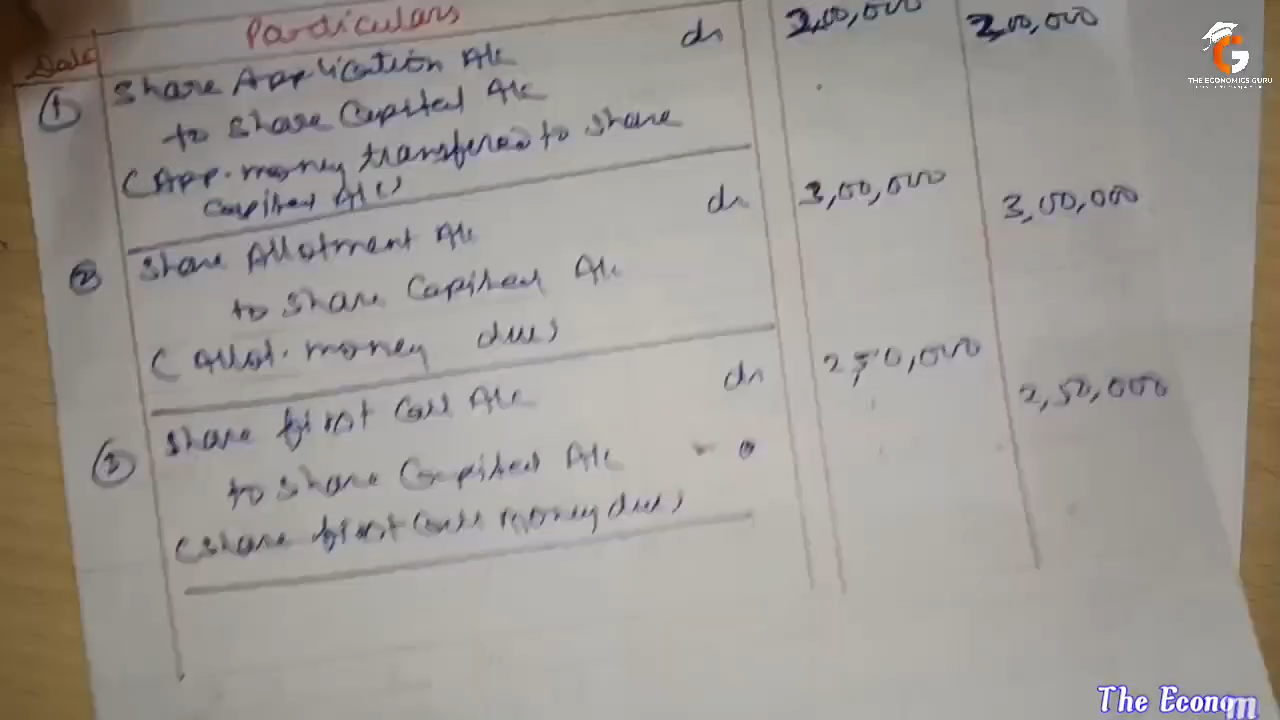 Date Particulars
① Share Application A/c dr 2,00,000 2,00,000
to Share Capital A/c
(App. money transfered to share
Capital A/c)
② Share Allotment A/c dr 3,00,000 3,00,000
to Share Capital A/c
(Allot. money due)
③ Share first Call A/c dr 2,50,000 2,50,000
to Share Capital A/c
(Share first Call money due)
G
THE ECONOMICS GURU
The Econom